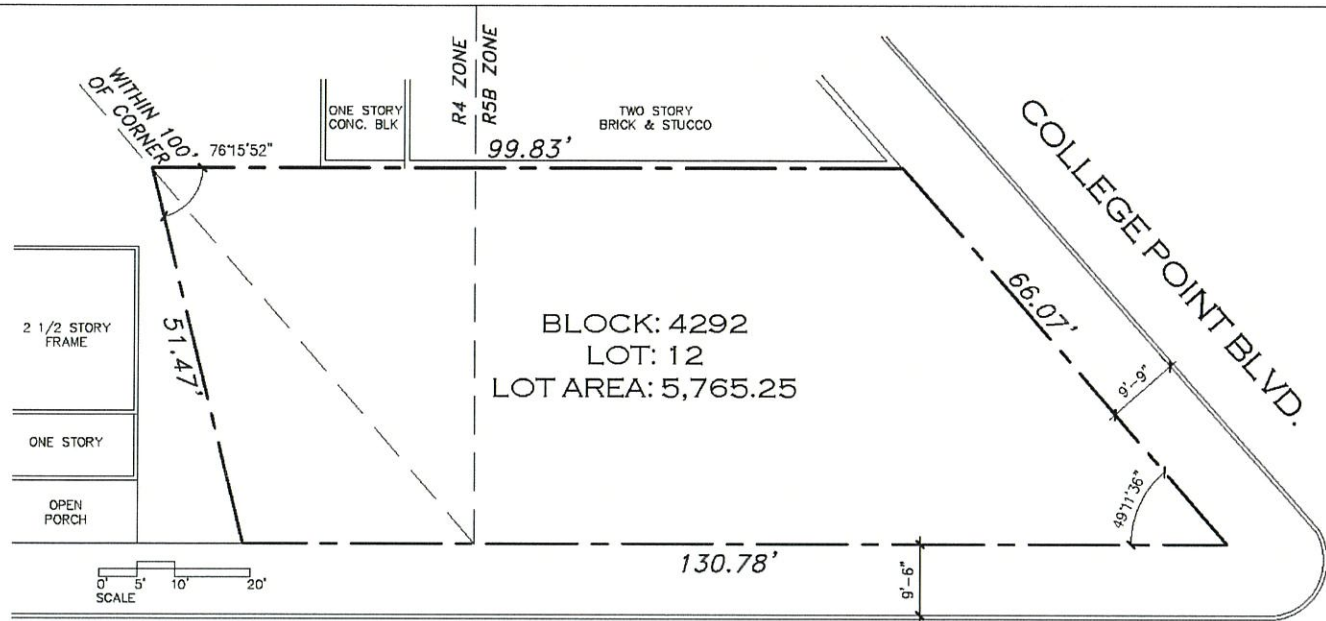 WITHIN 100'
OF CORNER
76°15'52"
ONE STORY
CONC. BLK
R4 ZONE
R5B ZONE
TWO STORY
BRICK & STUCCO
99.83'
COLLEGE POINT BLVD.
2 1/2 STORY
FRAME
51.47'
BLOCK: 4292
LOT: 12
LOT AREA: 5,765.25
66.07'
9'-9"
ONE STORY
OPEN
PORCH
49°11'36"
130.78'
9'-6"
0' 5' 10' 20'
SCALE